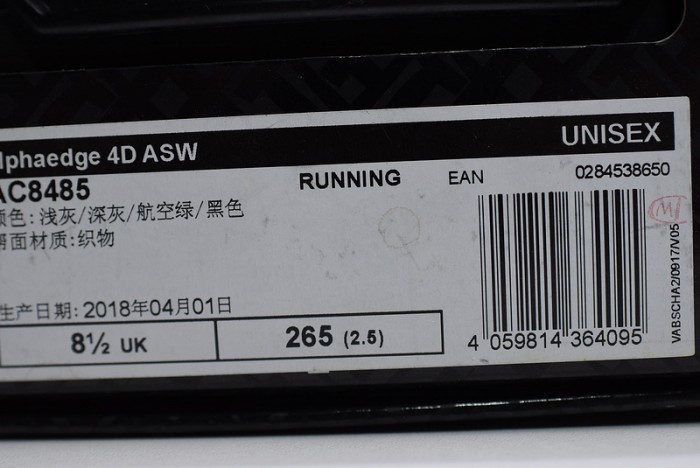 lphaedge 4D ASW
UNISEX
AC8485
RUNNING
EAN
0284538650
颜色:浅灰/深灰/航空绿/黑色
帮面材质:织物
生产日期:2018年04月01日
8½ UK
265 (2.5)
4 059814 364095
VABSCHA2/0917/V05